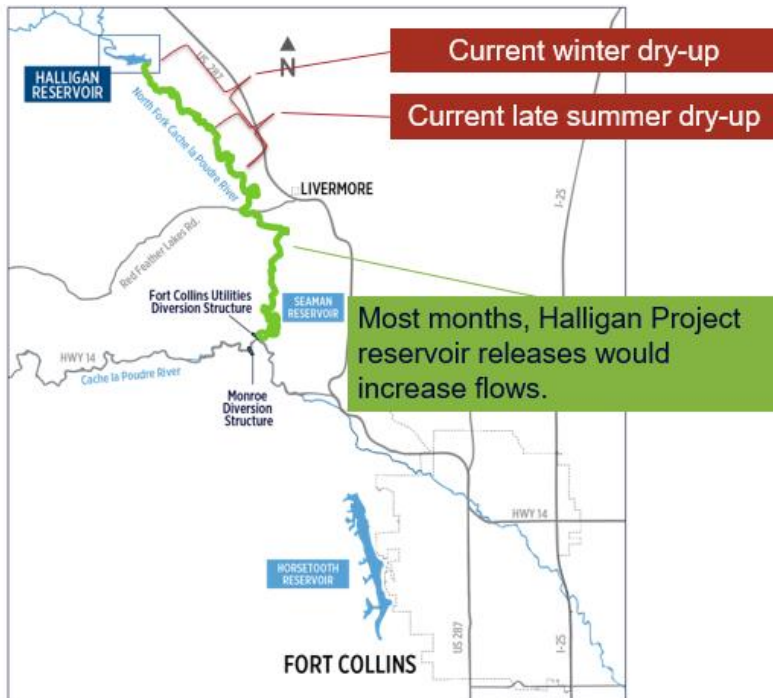 US 287
N
HALLIGAN
RESERVOIR
North Fork Cache la Poudre River
Current winter dry-up
Current late summer dry-up
LIVERMORE
I-25
Red Feather Lakes Rd.
Fort Collins Utilities
Diversion Structure
SEAMAN
RESERVOIR
Most months, Halligan Project
reservoir releases would
increase flows.
HWY 14
Cache la Poudre River
Monroe
Diversion
Structure
HWY 14
HORSETOOTH
RESERVOIR
FORT COLLINS
US 287
I-25